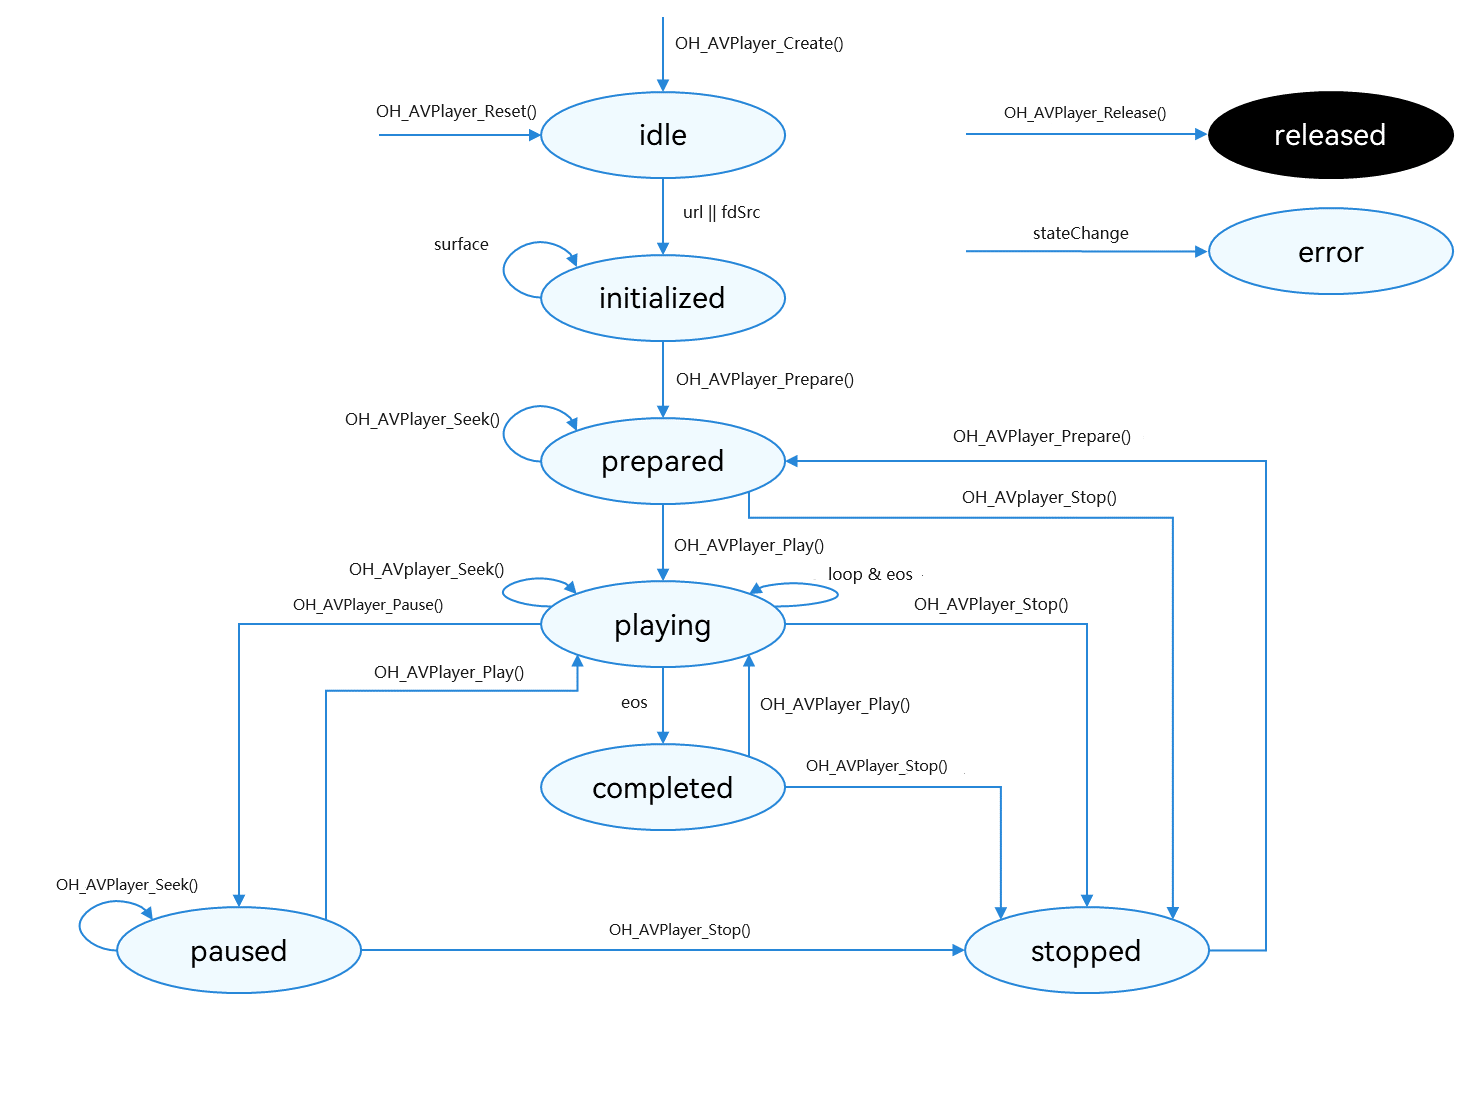 OH_AVPlayer_Create()
OH_AVPlayer_Reset()
idle
OH_AVPlayer_Release()
released
url || fdSrc
stateChange
error
surface
initialized
OH_AVPlayer_Prepare()
OH_AVPlayer_Seek()
prepared
OH_AVPlayer_Prepare()
OH_AVplayer_Stop()
OH_AVPlayer_Play()
OH_AVplayer_Seek()
loop & eos
OH_AVPlayer_Pause()
OH_AVPlayer_Stop()
playing
OH_AVPlayer_Play()
eos
OH_AVPlayer_Play()
OH_AVPlayer_Stop()
completed
OH_AVPlayer_Seek()
paused
OH_AVPlayer_Stop()
stopped